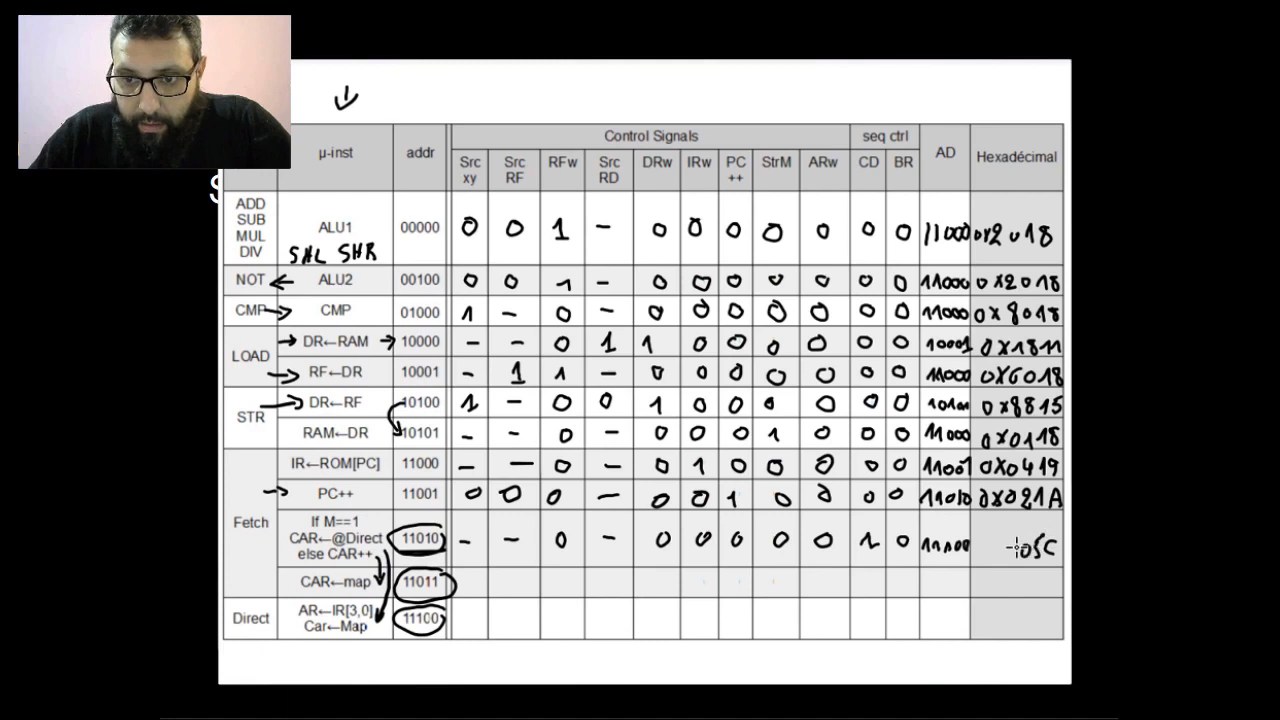 Control Signals seq ctrl
μ-inst addr AD Hexadécimal
Src xy Src RF RFw Src RD DRw IRw PC ++ StrM ARw CD BR
ADD SUB MUL DIV ALU1 SHL SHR 00000 0 0 1 - 0 0 0 0 0 0 0 11000 0x2018
NOT ALU2 00100 0 0 1 - 0 0 0 0 0 0 0 11000 0x2018
CMP CMP 01000 1 - 0 - 0 0 0 0 0 0 0 11000 0x8018
LOAD
DR←RAM 10000 - - 0 1 1 0 0 0 0 0 0 10001 0x1811
RF←DR 10001 - 1 1 - 0 0 0 0 0 0 0 11000 0x6018
STR
DR←RF 10100 1 - 0 0 1 0 0 0 0 0 0 10101 0x8815
RAM←DR 10101 - - 0 - 0 0 0 1 0 0 0 11000 0x0118
Fetch
IR←ROM[PC] 11000 - - 0 - 0 1 0 0 0 0 0 11001 0x0419
PC++ 11001 0 0 0 - 0 0 1 0 0 0 0 11010 0x021A
If M==1
CAR←@Direct 11010 - - 0 - 0 0 0 0 0 1 0 11100 05C
else CAR++
CAR←map 11011
Direct
AR←IR[3,0] 11100
Car←Map